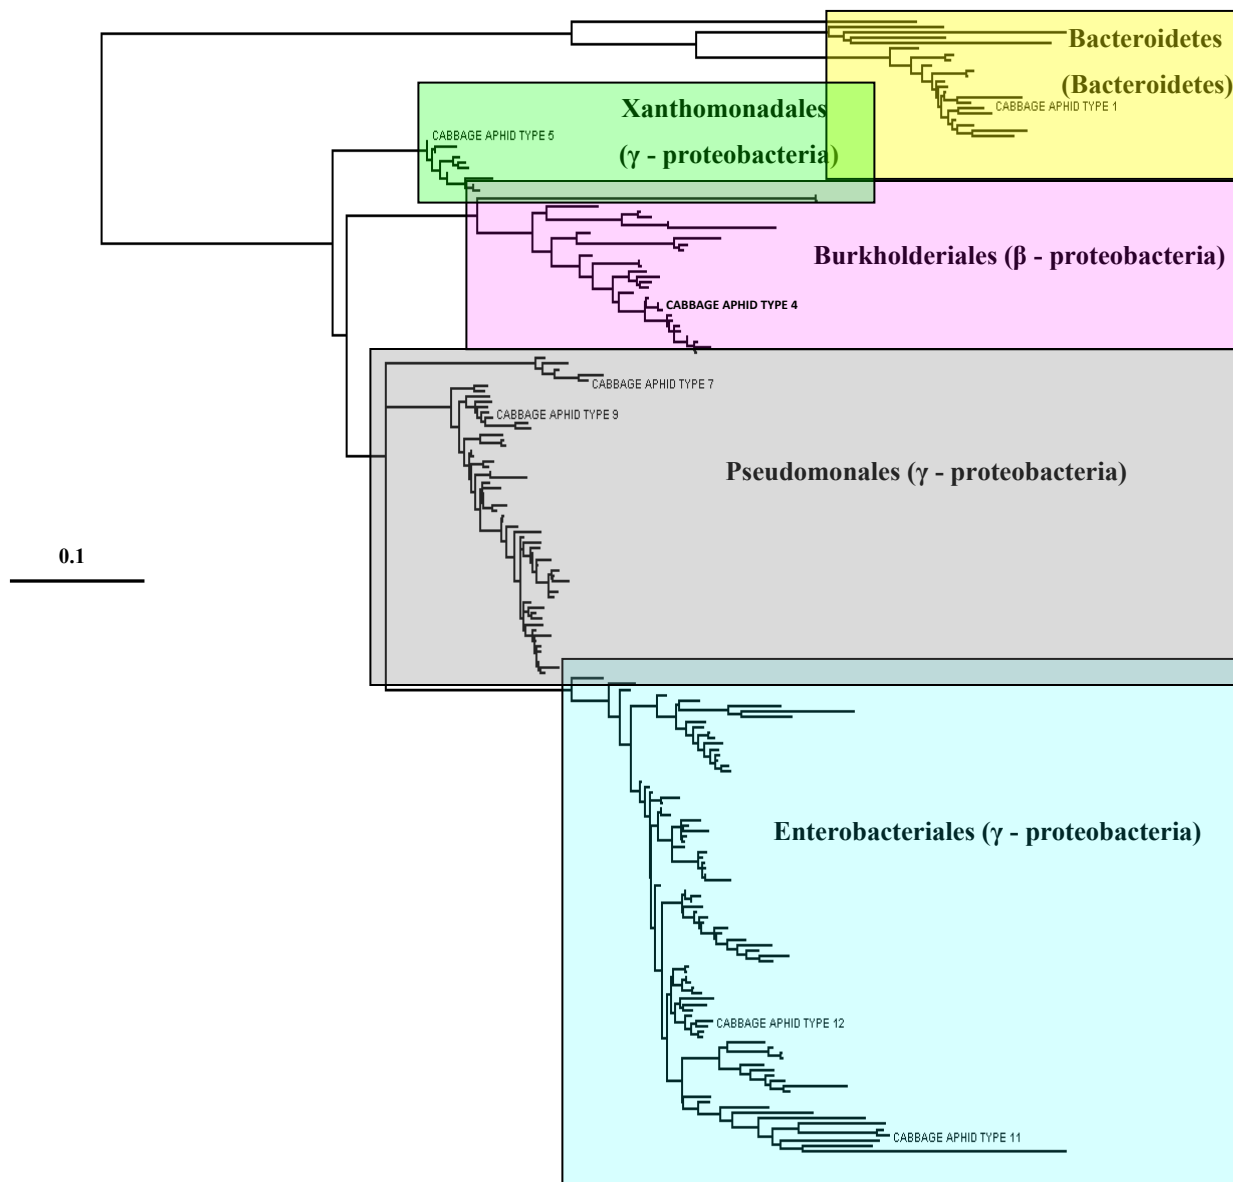 Bacteroidetes
(Bacteroidetes)
CABBAGE APHID TYPE 1
Xanthomonadales
(γ - proteobacteria)
CABBAGE APHID TYPE 5
Burkholderiales (β - proteobacteria)
CABBAGE APHID TYPE 4
CABBAGE APHID TYPE 7
CABBAGE APHID TYPE 9
Pseudomonales (γ - proteobacteria)
0.1
Enterobacteriales (γ - proteobacteria)
CABBAGE APHID TYPE 12
CABBAGE APHID TYPE 11